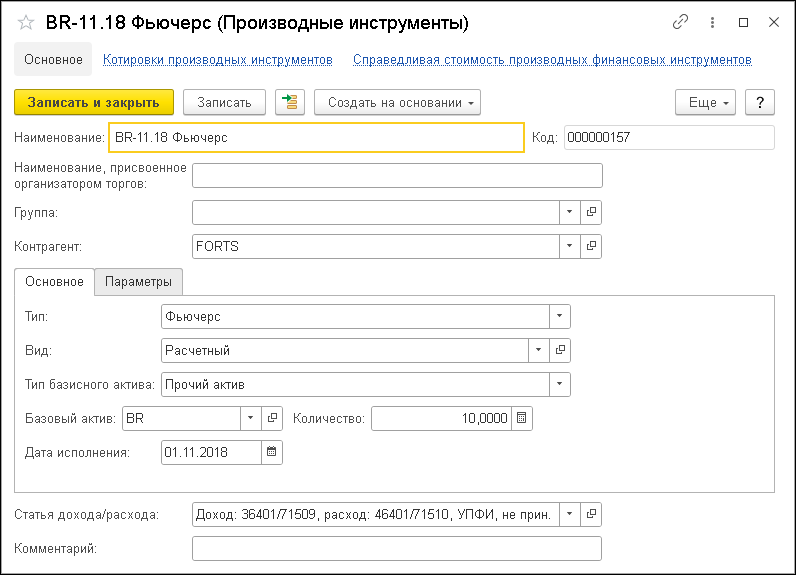 BR-11.18 Фьючерс (Производные инструменты)
Основное Котировки производных инструментов Справедливая стоимость производных финансовых инструментов
Записать и закрыть Записать Создать на основании Еще ?
Наименование: BR-11.18 Фьючерс Код: 000000157
Наименование, присвоенное
организатором торгов:
Группа:
Контрагент: FORTS
Основное Параметры
Тип: Фьючерс
Вид: Расчетный
Тип базисного актива: Прочий актив
Базовый актив: BR Количество: 10,0000
Дата исполнения: 01.11.2018
Статья дохода/расхода: Доход: 36401/71509, расход: 46401/71510, УПФИ, не прин.
Комментарий: